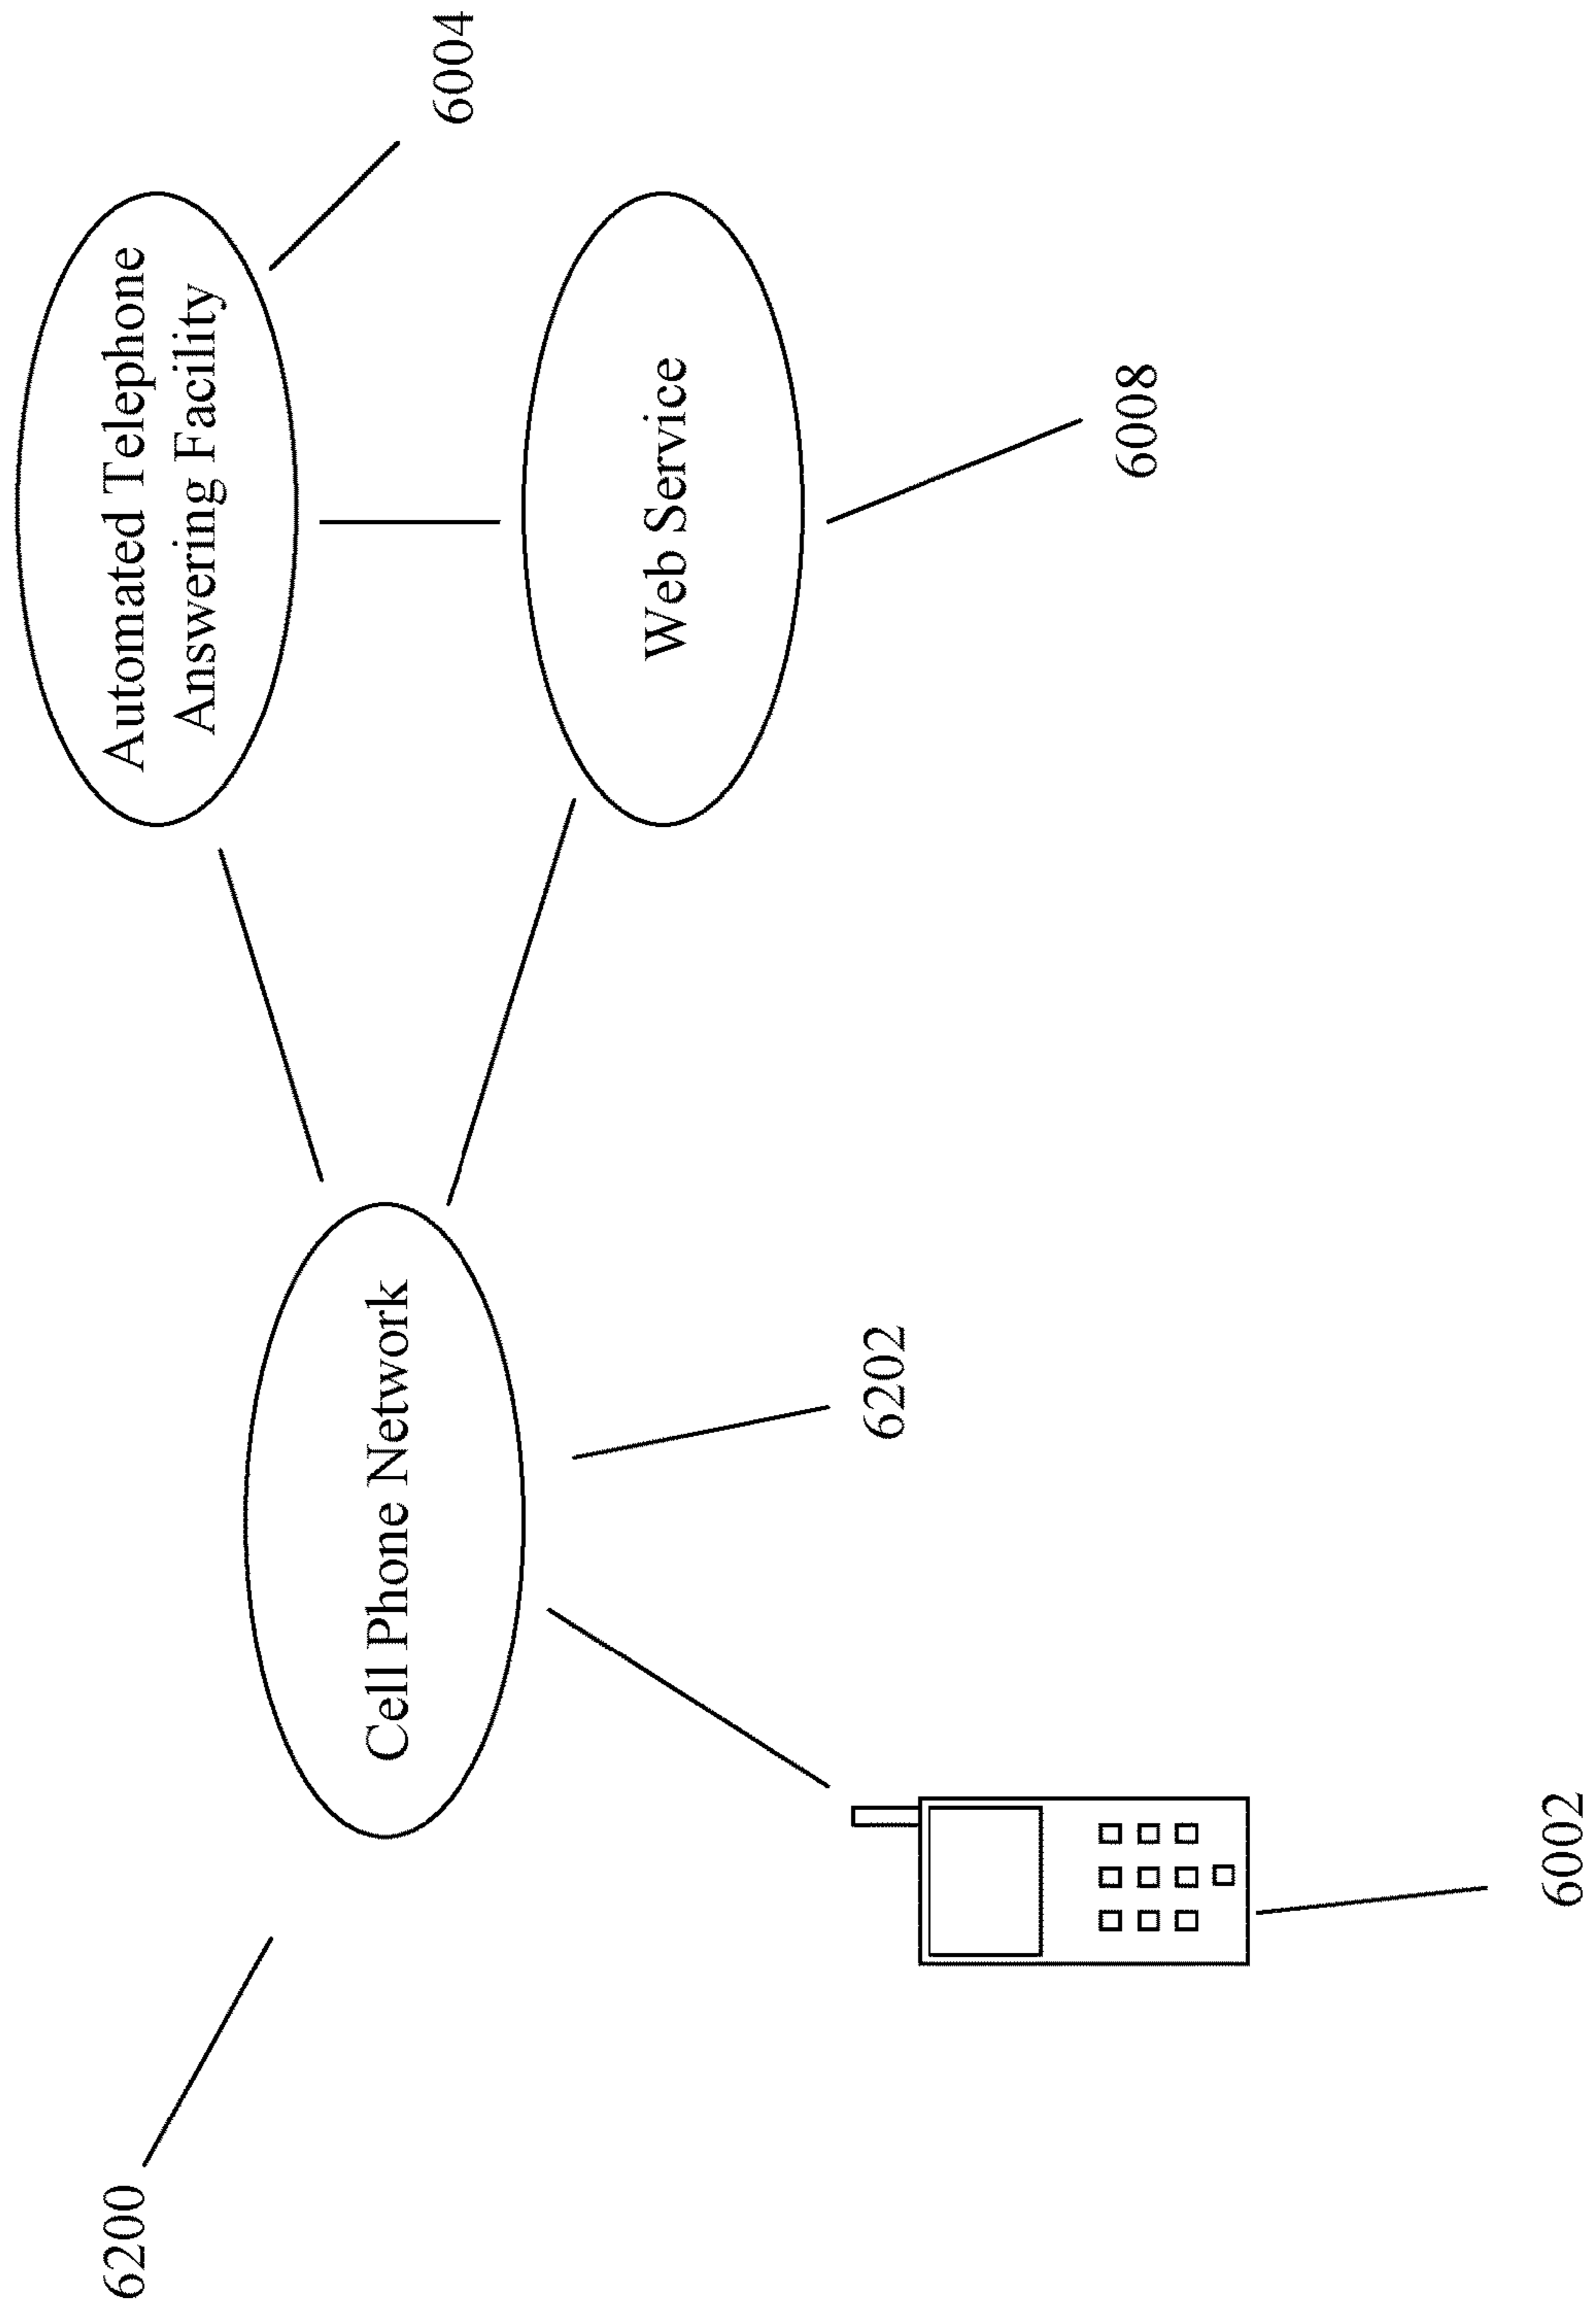 6200
Cell Phone Network
6202
6002
Automated Telephone
Answering Facility
6004
Web Service
6008